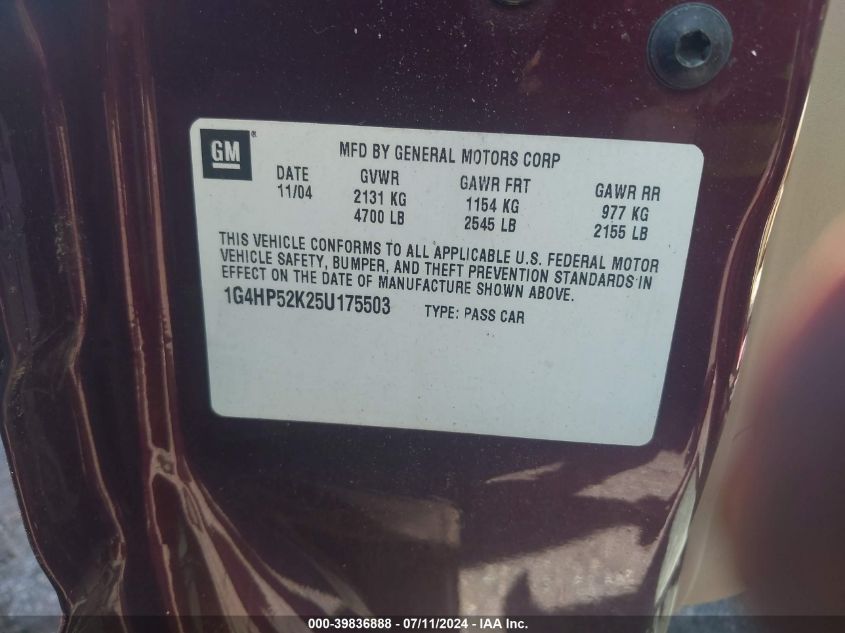 GM®
MFD BY GENERAL MOTORS CORP
DATE GVWR GAWR FRT GAWR RR
11/04 2131 KG 1154 KG 977 KG
4700 LB 2545 LB 2155 LB
THIS VEHICLE CONFORMS TO ALL APPLICABLE U.S. FEDERAL MOTOR
VEHICLE SAFETY, BUMPER, AND THEFT PREVENTION STANDARDS IN
EFFECT ON THE DATE OF MANUFACTURE SHOWN ABOVE.
1G4HP52K25U175503 TYPE: PASS CAR
000-39836888 - 07/11/2024 - IAA Inc.